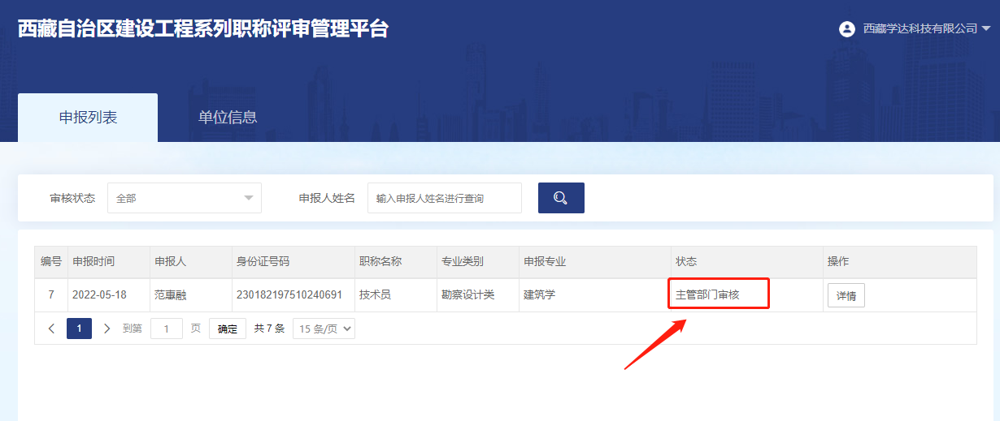 西藏自治区建设工程系列职称评审管理平台
西藏学达科技有限公司
申报列表 单位信息
审核状态 全部 申报人姓名 输入申报人姓名进行查询
编号 申报时间 申报人 身份证号码 职称名称 专业类别 申报专业 状态 操作
7 2022-05-18 范惠融 230182197510240691 技术员 勘察设计类 建筑学 主管部门审核 详情
1 到第 1 页 确定 共 7 条 15 条/页